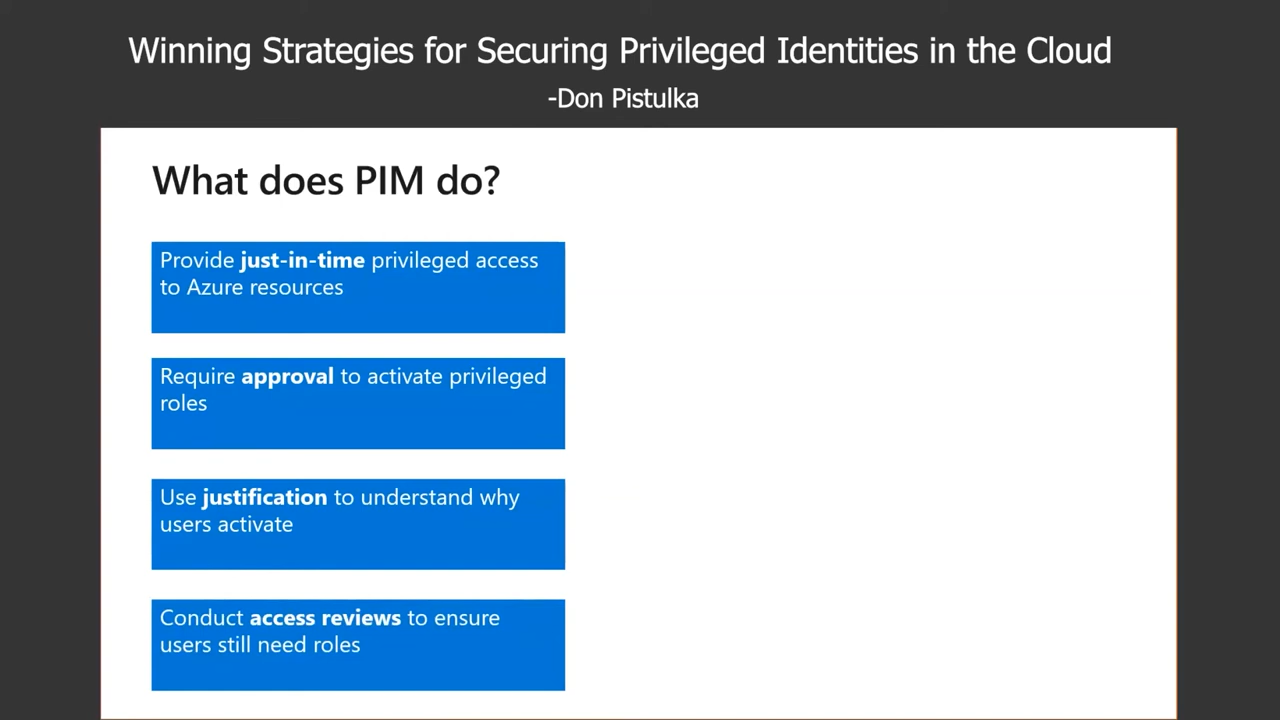 Winning Strategies for Securing Privileged Identities in the Cloud
-Don Pistulka
What does PIM do?
Provide just-in-time privileged access
to Azure resources
Require approval to activate privileged
roles
Use justification to understand why
users activate
Conduct access reviews to ensure
users still need roles